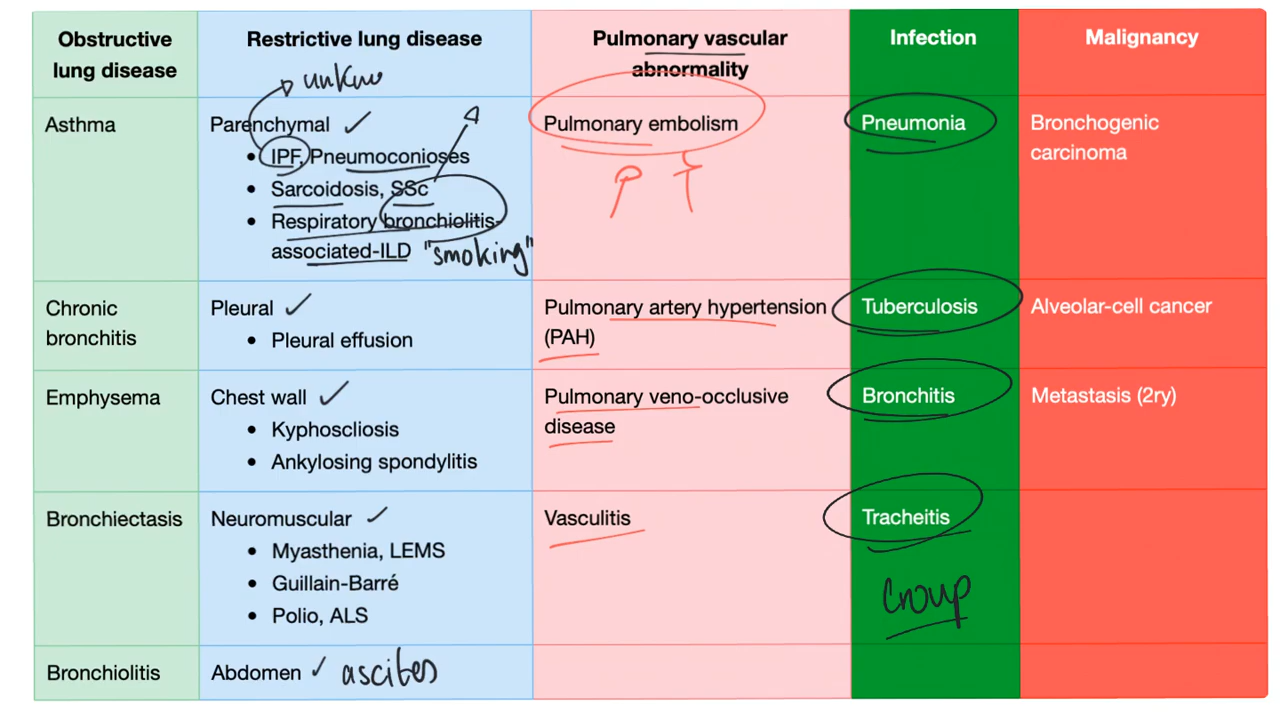 Obstructive
lung disease
Restrictive lung disease
Pulmonary vascular
abnormality
Infection
Malignancy
Asthma
Parenchymal ✓
• IPF, Pneumoconioses
• Sarcoidosis, SSc
• Respiratory bronchiolitis-
associated-ILD "smoking"
Pulmonary embolism
P T
Pneumonia
Bronchogenic
carcinoma
Chronic
bronchitis
Pleural ✓
• Pleural effusion
Pulmonary artery hypertension
(PAH)
Tuberculosis
Alveolar-cell cancer
Emphysema
Chest wall ✓
• Kyphoscliosis
• Ankylosing spondylitis
Pulmonary veno-occlusive
disease
Bronchitis
Metastasis (2ry)
Bronchiectasis
Neuromuscular ✓
• Myasthenia, LEMS
• Guillain-Barré
• Polio, ALS
Vasculitis
Tracheitis
Croup
Bronchiolitis
Abdomen ✓ ascites